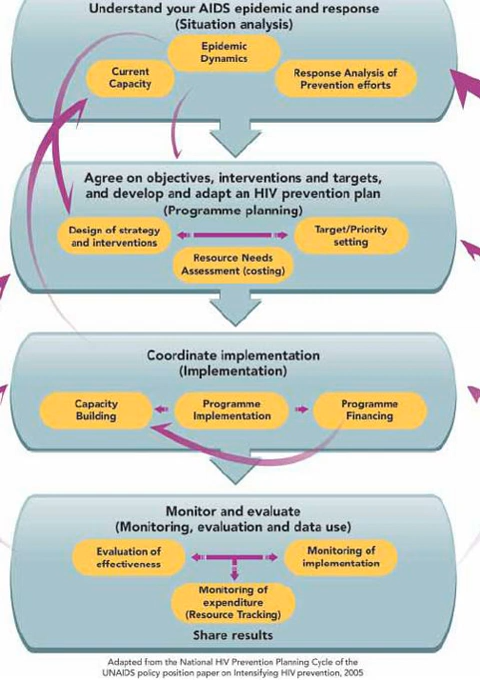 Understand your AIDS epidemic and response
(Situation analysis)
Epidemic
Dynamics
Current
Capacity
Response Analysis of
Prevention efforts
Agree on objectives, interventions and targets,
and develop and adapt an HIV prevention plan
(Programme planning)
Design of strategy
and interventions
Target/Priority
setting
Resource Needs
Assessment (costing)
Coordinate implementation
(Implementation)
Capacity
Building
Programme
Implementation
Programme
Financing
Monitor and evaluate
(Monitoring, evaluation and data use)
Evaluation of
effectiveness
Monitoring of
implementation
Monitoring of
expenditure
(Resource Tracking)
Share results
Adapted from the National HIV Prevention Planning Cycle of the
UNAIDS policy position paper on Intensifying HIV prevention, 2005